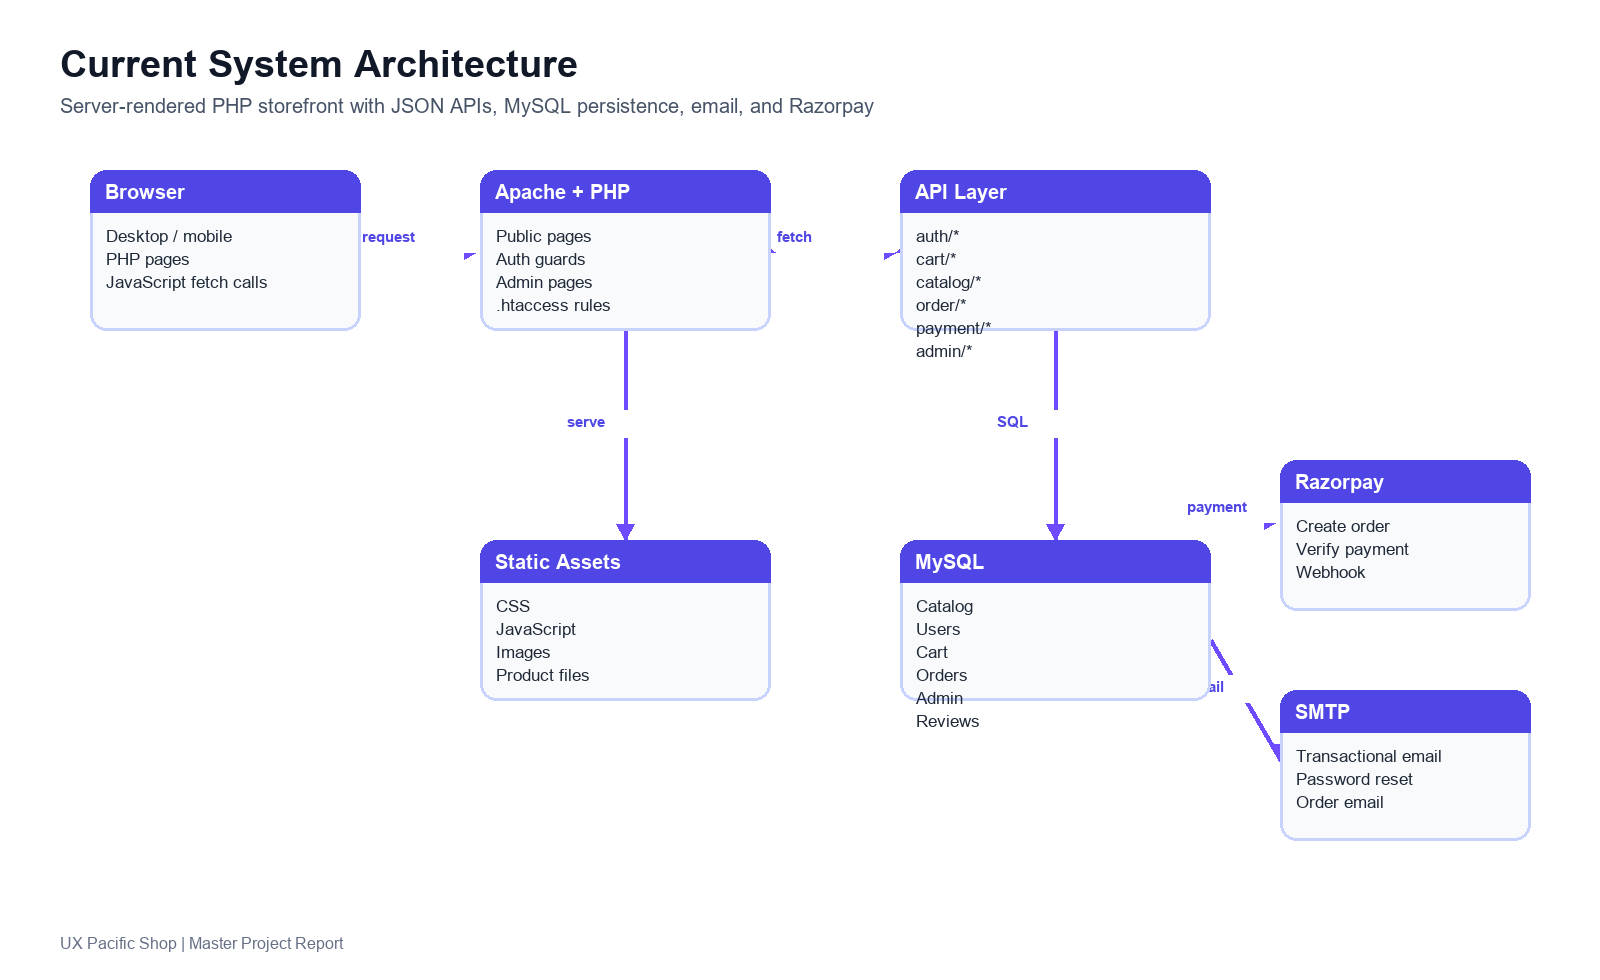 Current System Architecture
Server-rendered PHP storefront with JSON APIs, MySQL persistence, email, and Razorpay
Browser
Desktop / mobile
PHP pages
JavaScript fetch calls
request
Apache + PHP
Public pages
Auth guards
Admin pages
.htaccess rules
fetch
API Layer
auth/*
cart/*
catalog/*
order/*
payment/*
admin/*
serve
SQL
Static Assets
CSS
JavaScript
Images
Product files
MySQL
Catalog
Users
Cart
Orders
Admin
Reviews
payment
Razorpay
Create order
Verify payment
Webhook
ail
SMTP
Transactional email
Password reset
Order email
UX Pacific Shop | Master Project Report